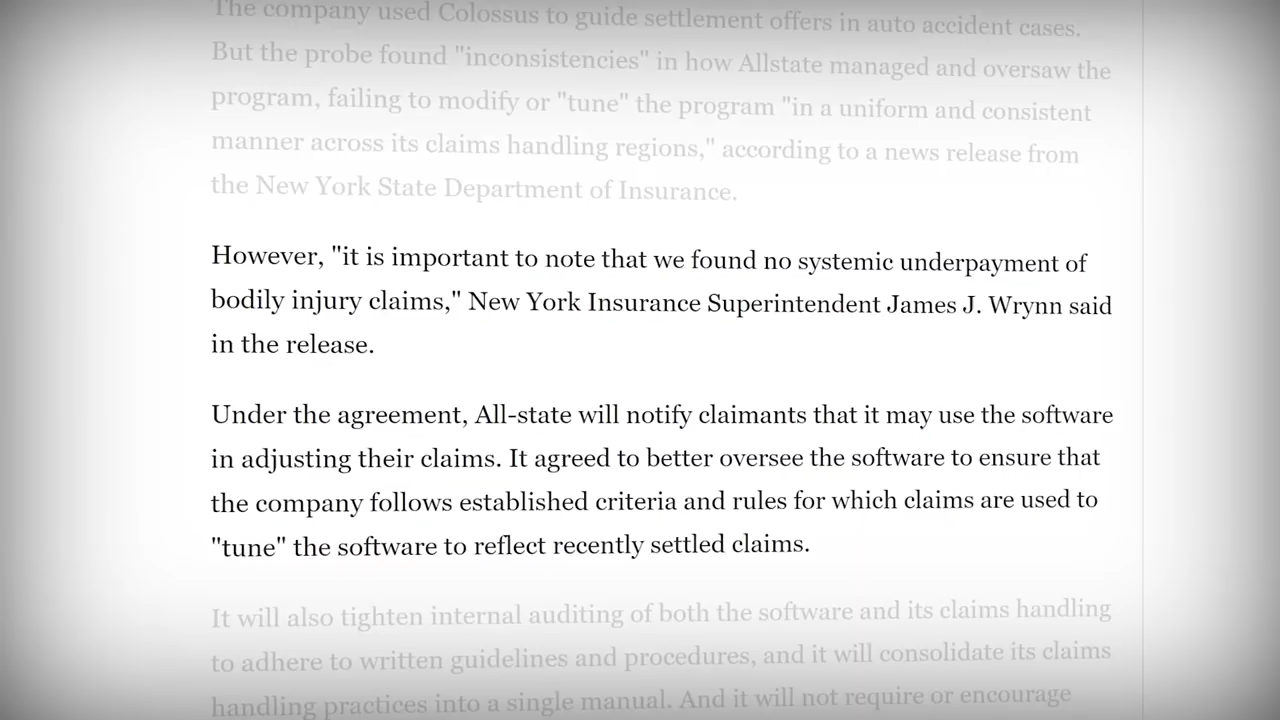 The company used Colossus to guide settlement offers in auto accident cases.
But the probe found "inconsistencies" in how Allstate managed and oversaw the
program, failing to modify or "tune" the program "in a uniform and consistent
manner across its claims handling regions," according to a news release from
the New York State Department of Insurance.
However, "it is important to note that we found no systemic underpayment of
bodily injury claims," New York Insurance Superintendent James J. Wrynn said
in the release.
Under the agreement, All-state will notify claimants that it may use the software
in adjusting their claims. It agreed to better oversee the software to ensure that
the company follows established criteria and rules for which claims are used to
"tune" the software to reflect recently settled claims.
It will also tighten internal auditing of both the software and its claims handling
to adhere to written guidelines and procedures, and it will consolidate its claims
handling practices into a single manual. And it will not require or encourage